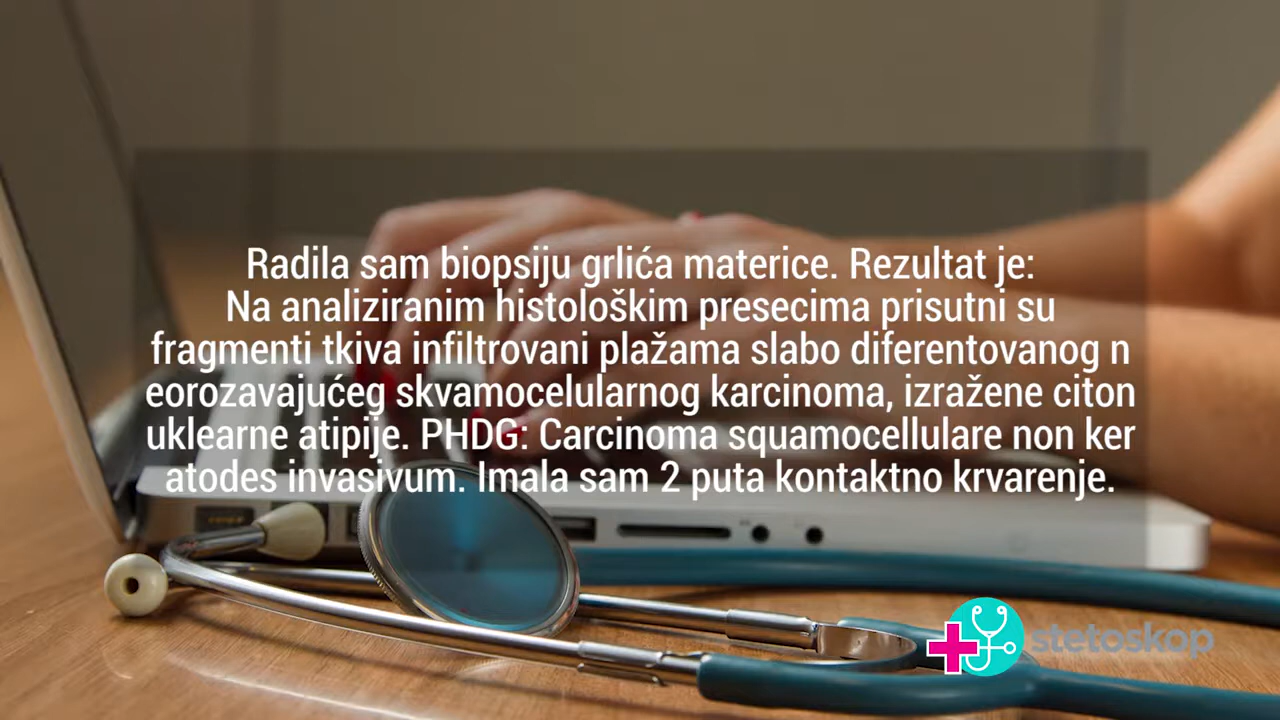 Radila sam biopsiju grlića materice. Rezultat je:
Na analiziranim histološkim presecima prisutni su
fragmenti tkiva infiltrovani plažama slabo diferentovanog n
eorozavajućeg skvamocelularnog karcinoma, izražene citon
uklearne atipije. PHDG: Carcinoma squamocellulare non ker
atodes invasivum. Imala sam 2 puta kontaktno krvarenje.
stetoskop